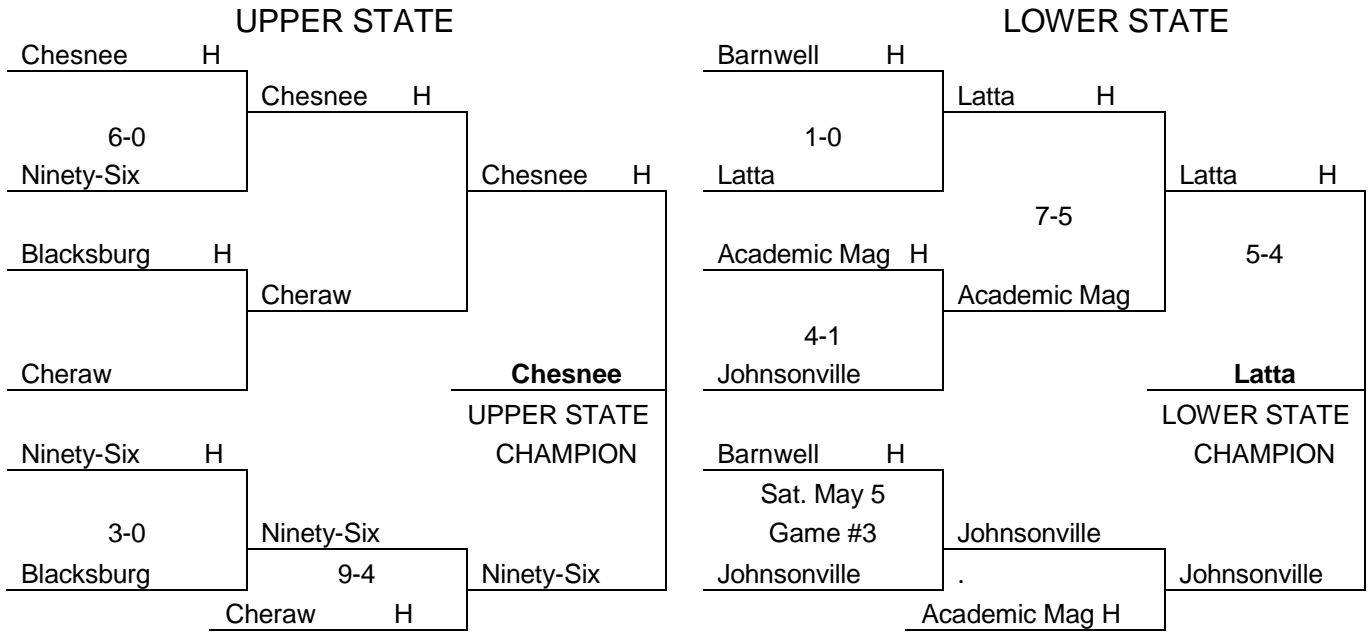 UPPER STATE
Chesnee H
Chesnee H
6-0
Ninety-Six
Chesnee H
Blacksburg H
Cheraw
Cheraw
Chesnee
UPPER STATE
CHAMPION
Ninety-Six H
3-0
Ninety-Six
Blacksburg
9-4
Ninety-Six
Cheraw H
LOWER STATE
Barnwell H
Latta H
1-0
Latta
Latta H
7-5
Academic Mag H
5-4
Academic Mag
4-1
Johnsonville
Latta
LOWER STATE
CHAMPION
Barnwell H
Sat. May 5
Game #3
Johnsonville
Johnsonville
.
Johnsonville
Academic Mag H